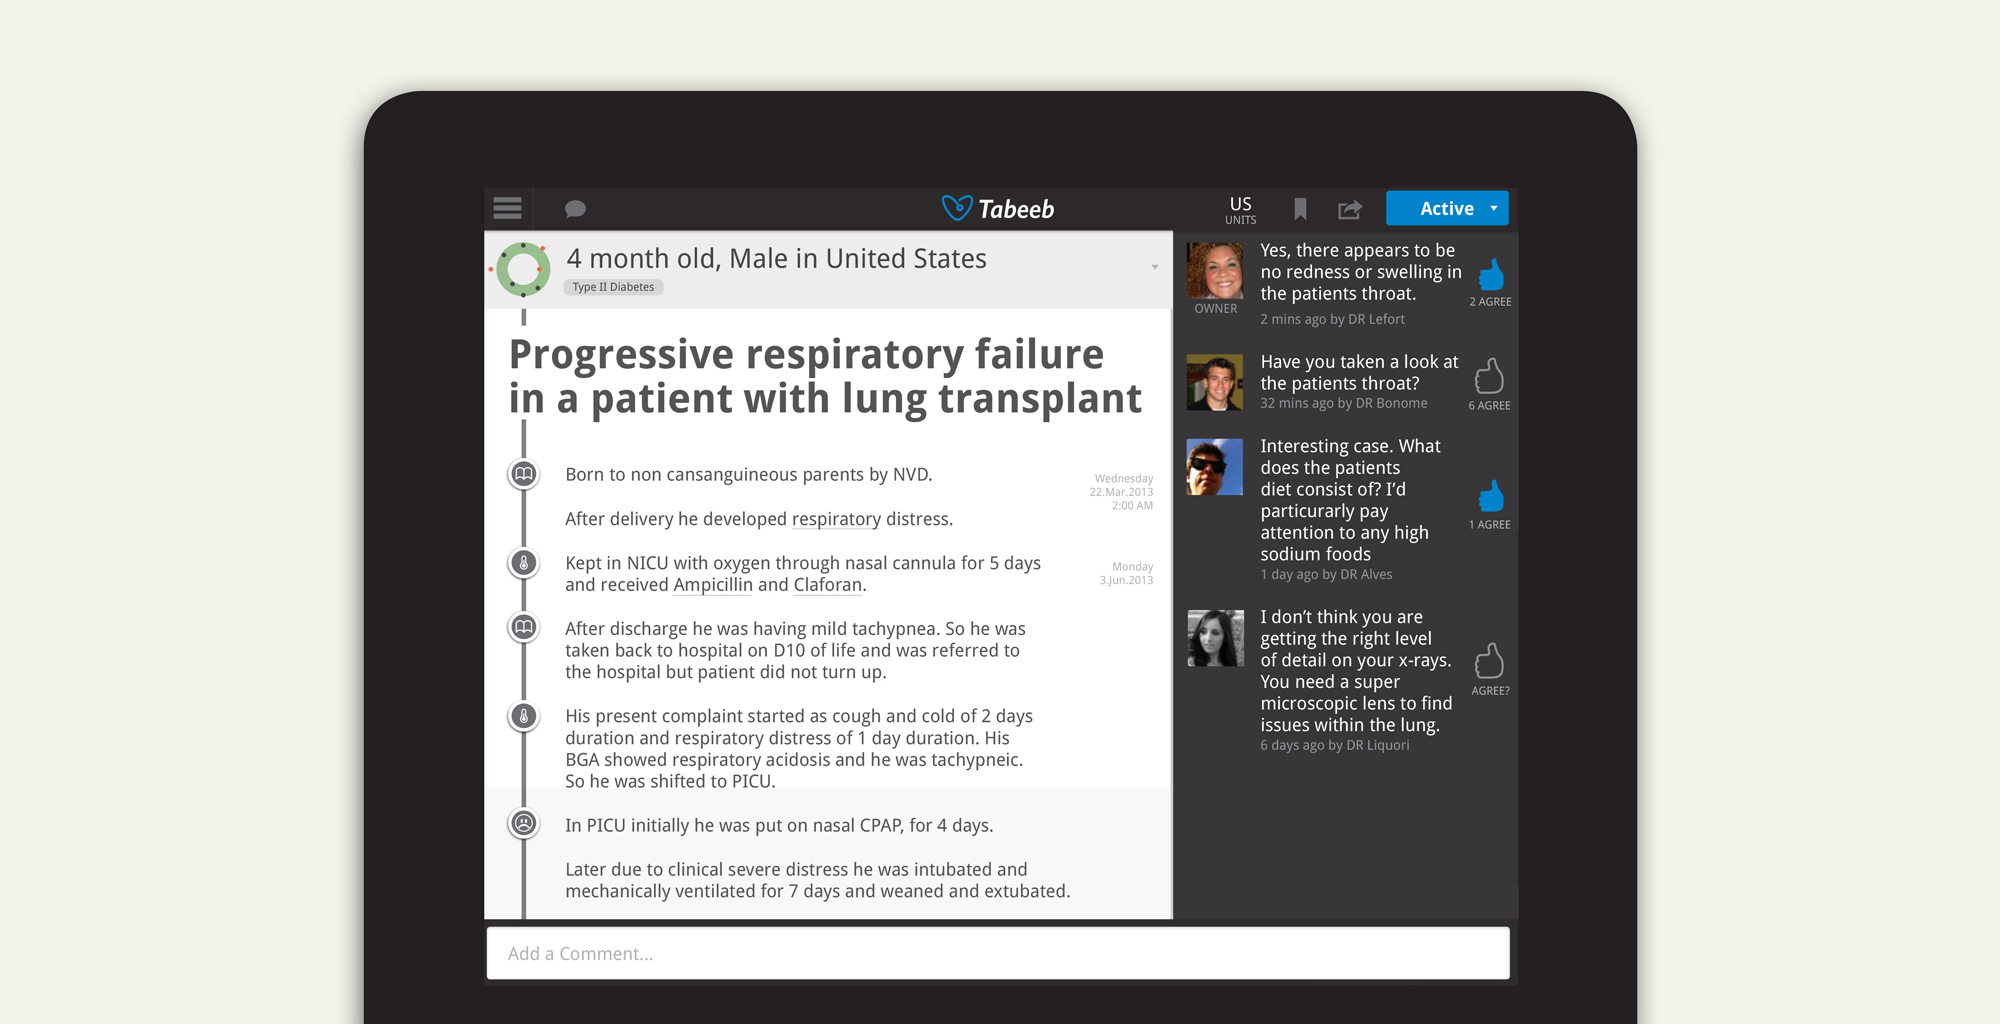 Tabeeb
US
UNITS
Active
4 month old, Male in United States
Type II Diabetes
Progressive respiratory failure
in a patient with lung transplant
Born to non cansanguineous parents by NVD.
After delivery he developed respiratory distress.
Wednesday
22.Mar.2013
2:00 AM
Kept in NICU with oxygen through nasal cannula for 5 days
and received Ampicillin and Claforan.
Monday
3.Jun.2013
After discharge he was having mild tachypnea. So he was
taken back to hospital on D10 of life and was referred to
the hospital but patient did not turn up.
His present complaint started as cough and cold of 2 days
duration and respiratory distress of 1 day duration. His
BGA showed respiratory acidosis and he was tachypneic.
So he was shifted to PICU.
In PICU initially he was put on nasal CPAP, for 4 days.
Later due to clinical severe distress he was intubated and
mechanically ventilated for 7 days and weaned and extubated.
OWNER
Yes, there appears to be
no redness or swelling in
the patients throat.
2 mins ago by DR Lefort
2 AGREE
Have you taken a look at
the patients throat?
32 mins ago by DR Bonome
6 AGREE
Interesting case. What
does the patients
diet consist of? I’d
particurarly pay
attention to any high
sodium foods
1 day ago by DR Alves
1 AGREE
I don’t think you are
getting the right level
of detail on your x-rays.
You need a super
microscopic lens to find
issues within the lung.
6 days ago by DR Liquori
AGREE?
Add a Comment...